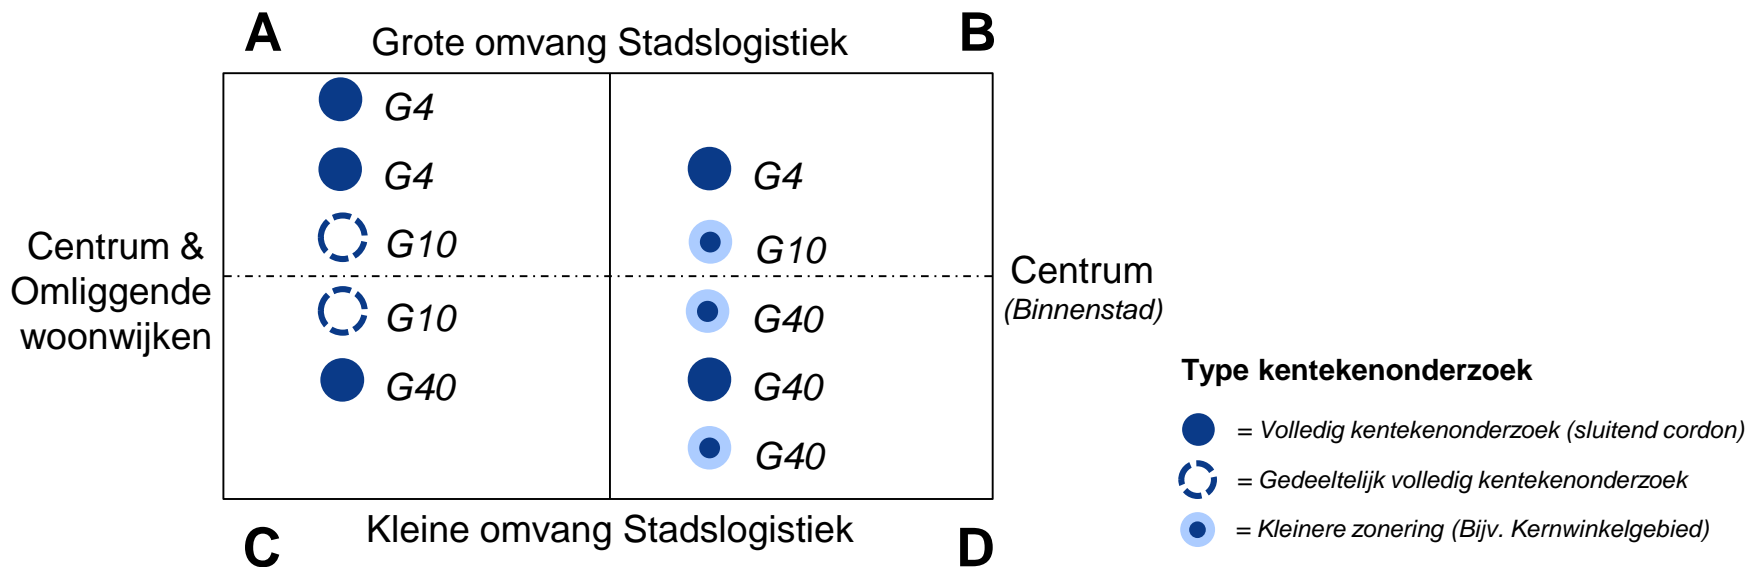 A
Grote omvang Stadslogistiek
B
G4
G4
G4
G10
G10
Centrum &
Omliggende
woonwijken
Centrum
(Binnenstad)
G10
G40
G40
G40
G40
C
Kleine omvang Stadslogistiek
D
Type kentekenonderzoek
= Volledig kentekenonderzoek (sluitend cordon)
= Gedeeltelijk volledig kentekenonderzoek
= Kleinere zonering (Bijv. Kernwinkelgebied)